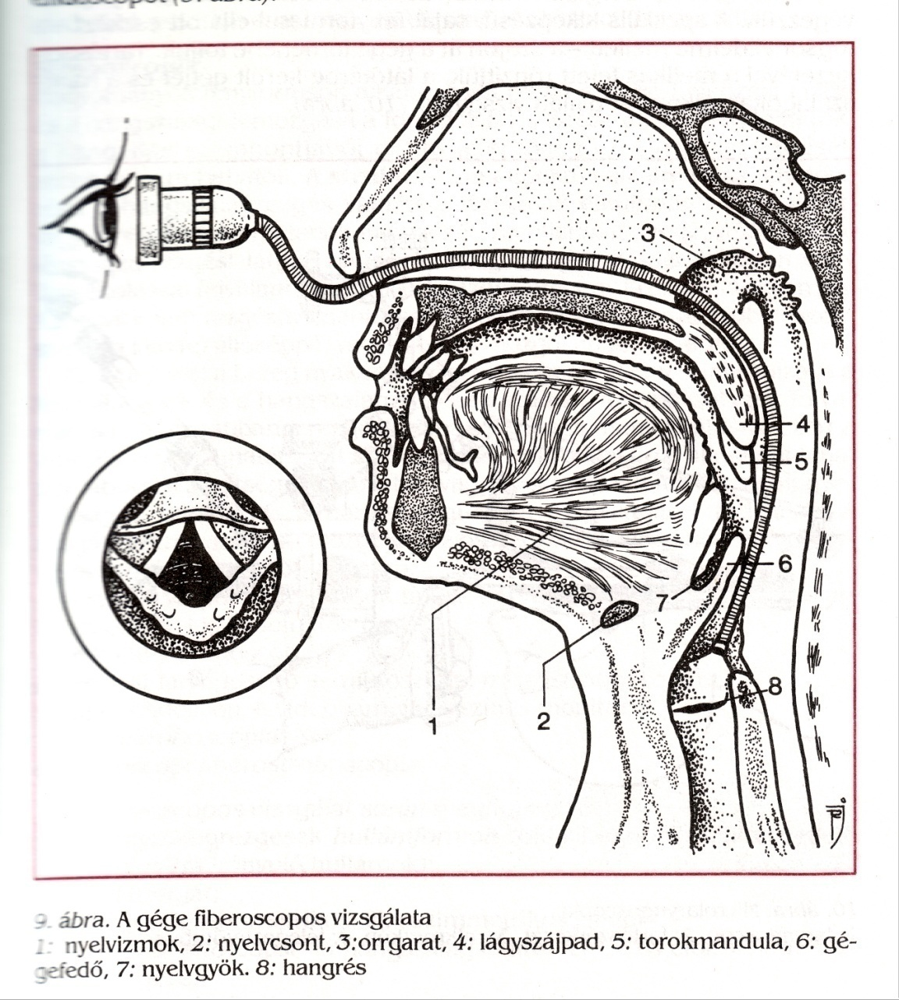 3
4
5
6
7
8
1
2
9. ábra. A gége fiberoscopos vizsgálata
1: nyelvizmok, 2: nyelvcsont, 3:orrgarat, 4: lágyszájpad, 5: torokmandula, 6: gé-
gefedő, 7: nyelvgyök. 8: hangrés